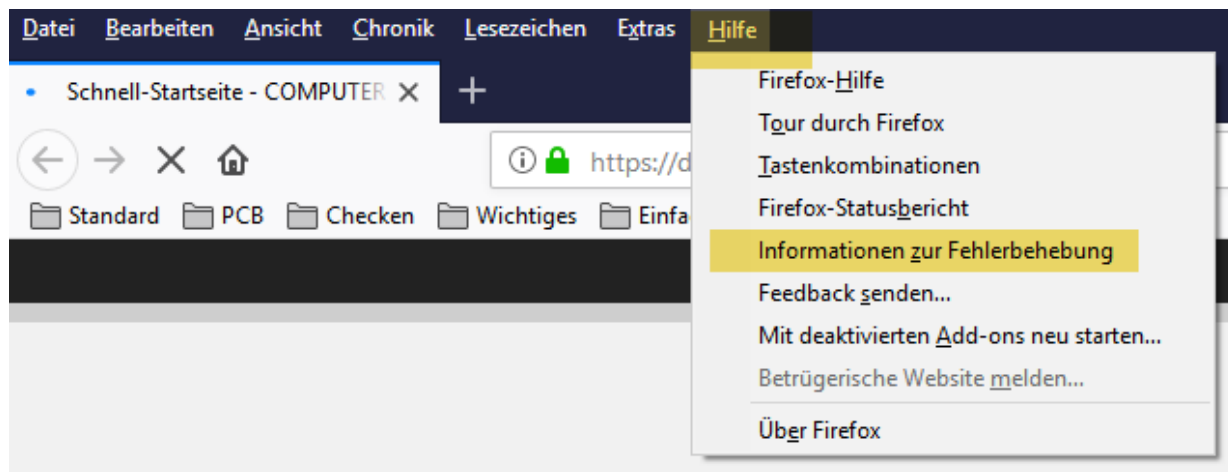 Datei Bearbeiten Ansicht Chronik Lesezeichen Extras Hilfe
Schnell-Startseite - COMPUTER
https://d
Standard PCB Checken Wichtiges Einfa
Firefox-Hilfe
Tour durch Firefox
Tastenkombinationen
Firefox-Statusbericht
Informationen zur Fehlerbehebung
Feedback senden...
Mit deaktivierten Add-ons neu starten...
Betrügerische Website melden...
Über Firefox